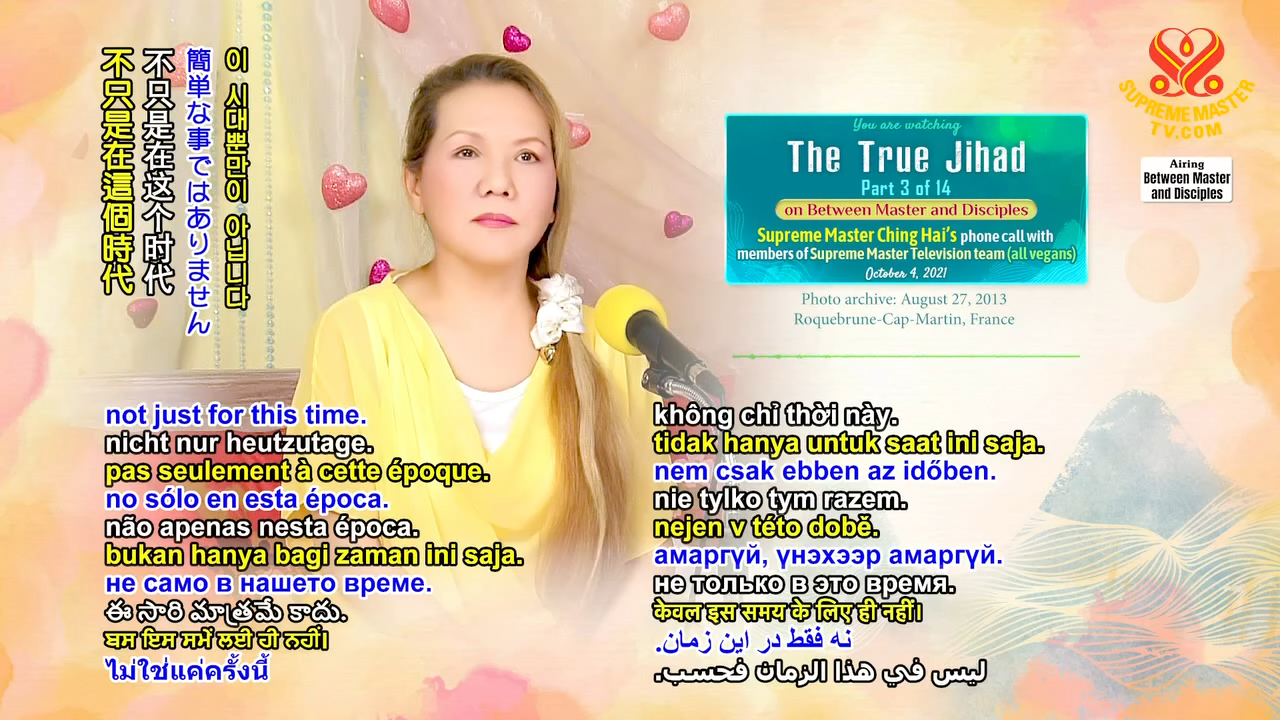 이 시대뿐만이 아닙니다
簡単な事ではありません
不只是在这个时代
不只是在這個時代
SUPREME MASTER
TV.COM
Airing
Between Master
and Disciples
You are watching
The True Jihad
Part 3 of 14
on Between Master and Disciples
Supreme Master Ching Hai's phone call with
members of Supreme Master Television team (all vegans)
October 4, 2021
Photo archive: August 27, 2013
Roquebrune-Cap-Martin, France
not just for this time.
nicht nur heutzutage.
pas seulement à cette époque.
no sólo en esta época.
não apenas nesta época.
bukan hanya bagi zaman ini saja.
не само в нашето време.
ఈ సారి మాత్రమే కాదు.
ਬਸ ਇਸ ਸਮੇਂ ਲਈ ਹੀ ਨਹੀਂ।
ไม่ใช่แค่ครั้งนี้
không chỉ thời này.
tidak hanya untuk saat ini saja.
nem csak ebben az időben.
nie tylko tym razem.
nejen v této době.
амаргүй, үнэхээр амаргүй.
не только в это время.
केवल इस समय के लिए ही नहीं।
نه فقط در این زمان.
ليس في هذا الزمان فحسب.